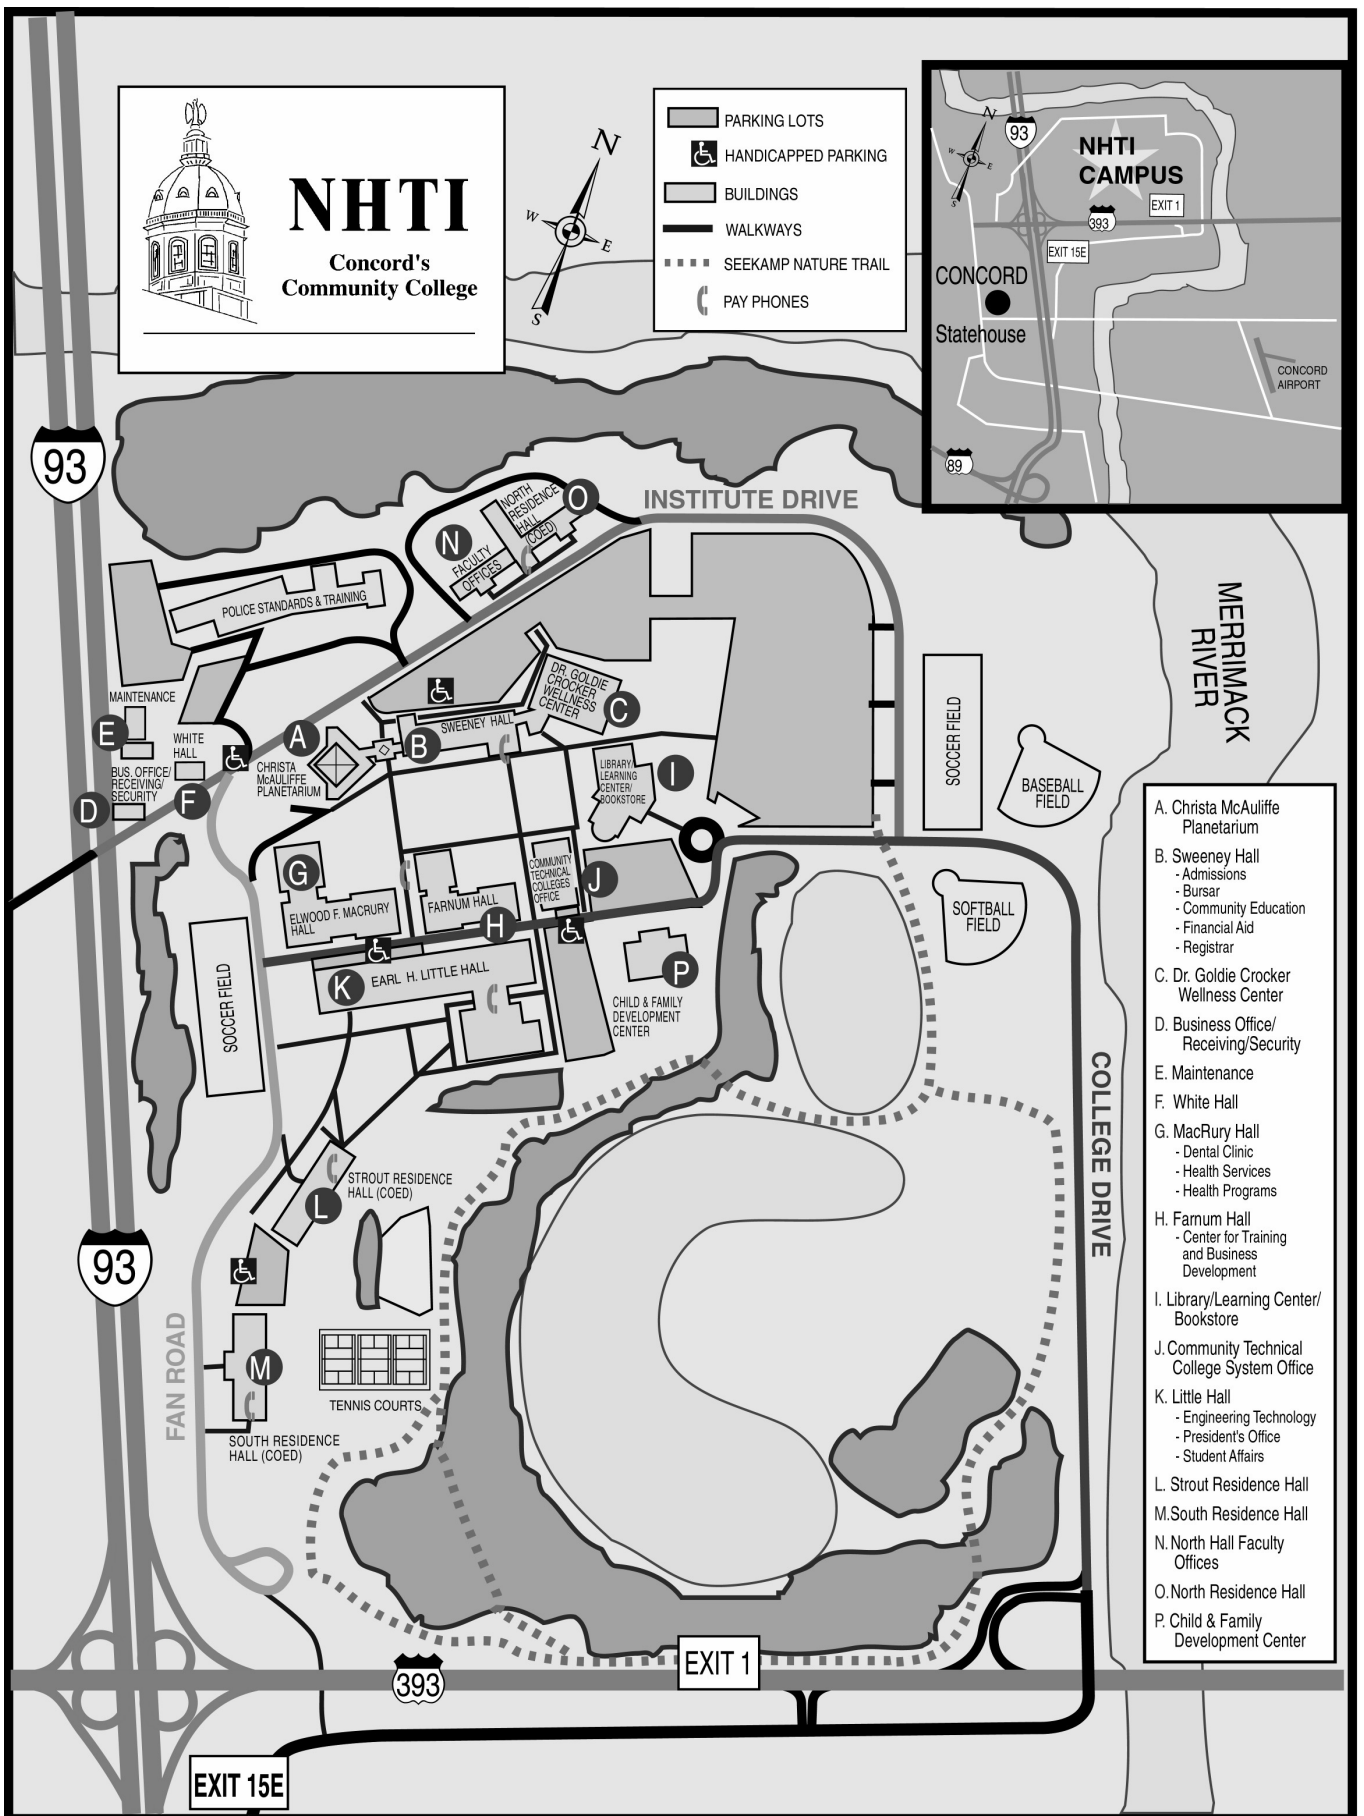 NHTI
Concord's
Community College
N
W
E
S
PARKING LOTS
HANDICAPPED PARKING
BUILDINGS
WALKWAYS
SEEKAMP NATURE TRAIL
PAY PHONES
N
W
E
S
93
NHTI
CAMPUS
EXIT 1
393
EXIT 15E
CONCORD
Statehouse
CONCORD
AIRPORT
89
93
INSTITUTE DRIVE
O
NORTH
RESIDENCE
HALL
(COED)
N
FACULTY
OFFICES
POLICE STANDARDS & TRAINING
MAINTENANCE
E
WHITE
HALL
BUS. OFFICE/
RECEIVING/
SECURITY
D
F
A
CHRISTA
McAULIFFE
PLANETARIUM
B
SWEENEY HALL
DR. GOLDIE
CROCKER
WELLNESS
CENTER
C
LIBRARY/
LEARNING
CENTER/
BOOKSTORE
I
SOCCER FIELD
BASEBALL
FIELD
SOFTBALL
FIELD
MERRIMACK
RIVER
G
ELWOOD F. MACRURY
HALL
FARNUM HALL
H
COMMUNITY
TECHNICAL
COLLEGES
OFFICE
J
K
EARL H. LITTLE HALL
P
CHILD & FAMILY
DEVELOPMENT
CENTER
SOCCER FIELD
COLLEGE DRIVE
STROUT RESIDENCE
HALL (COED)
L
93
FAN ROAD
M
TENNIS COURTS
SOUTH RESIDENCE
HALL (COED)
EXIT 1
393
EXIT 15E
A. Christa McAuliffe
Planetarium
B. Sweeney Hall
- Admissions
- Bursar
- Community Education
- Financial Aid
- Registrar
C. Dr. Goldie Crocker
Wellness Center
D. Business Office/
Receiving/Security
E. Maintenance
F. White Hall
G. MacRury Hall
- Dental Clinic
- Health Services
- Health Programs
H. Farnum Hall
- Center for Training
and Business
Development
I. Library/Learning Center/
Bookstore
J. Community Technical
College System Office
K. Little Hall
- Engineering Technology
- President's Office
- Student Affairs
L. Strout Residence Hall
M. South Residence Hall
N. North Hall Faculty
Offices
O. North Residence Hall
P. Child & Family
Development Center